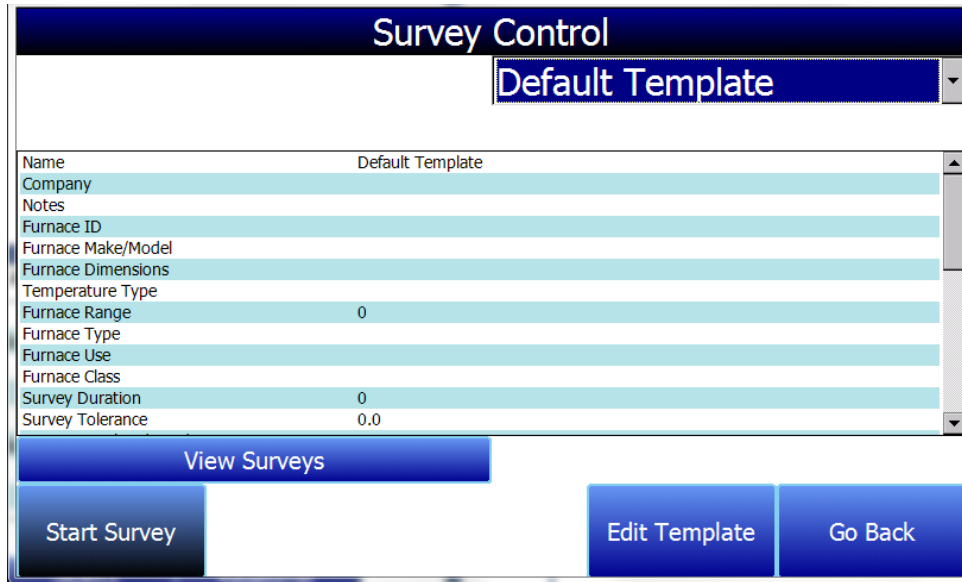 Survey Control
Default Template
Name Default Template
Company
Notes
Furnace ID
Furnace Make/Model
Furnace Dimensions
Temperature Type
Furnace Range 0
Furnace Type
Furnace Use
Furnace Class
Survey Duration 0
Survey Tolerance 0.0
View Surveys
Start Survey
Edit Template
Go Back